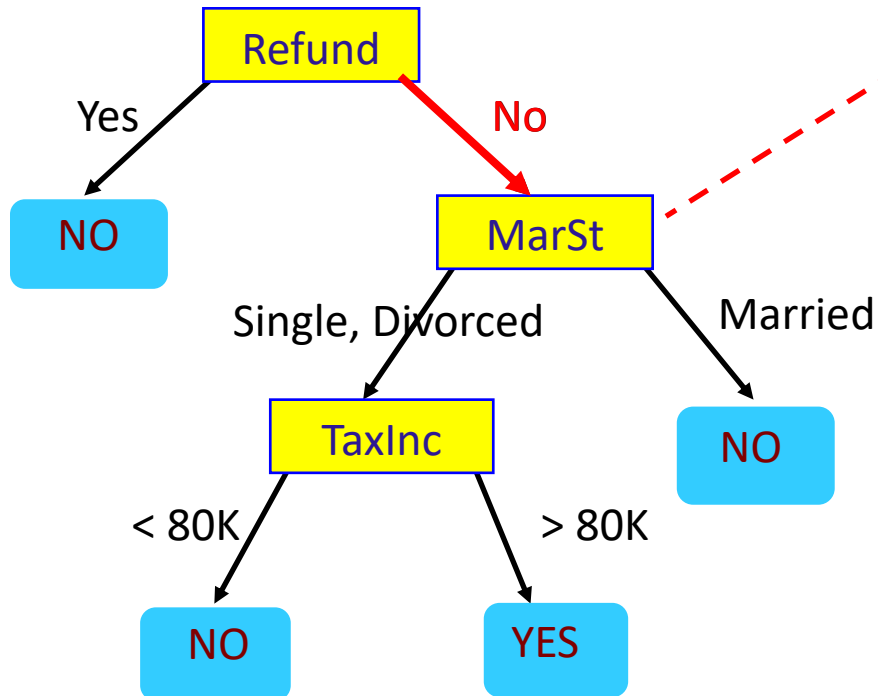 Refund
Yes
No
NO
MarSt
Single, Divorced
Married
TaxInc
NO
< 80K
> 80K
NO
YES